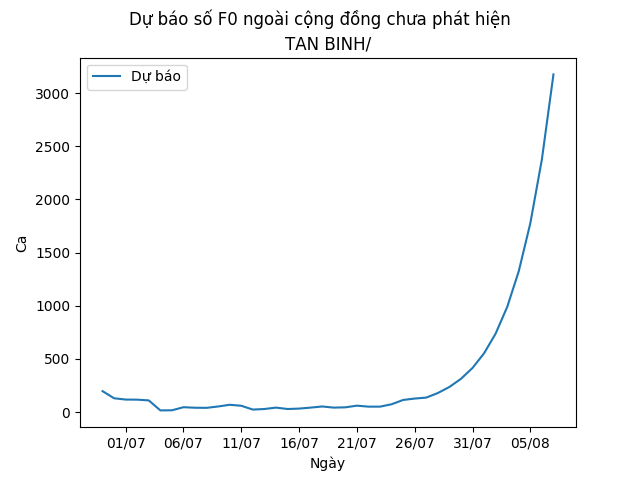 Dự báo số F0 ngoài cộng đồng chưa phát hiện
TAN BINH/
Dự báo
Ca
3000
2500
2000
1500
1000
500
0
01/07 06/07 11/07 16/07 21/07 26/07 31/07 05/08
Ngày